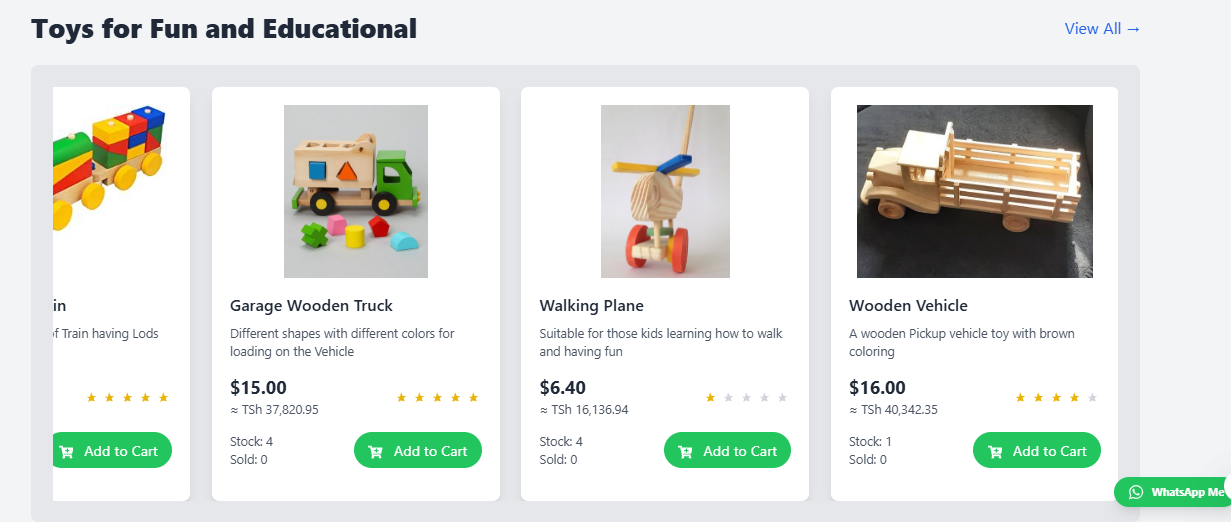 Toys for Fun and Educational
View All →
in
of Train having Lods
Add to Cart
Garage Wooden Truck
Different shapes with different colors for
loading on the Vehicle
$15.00
≈ TSh 37,820.95
Stock: 4
Sold: 0
Add to Cart
Walking Plane
Suitable for those kids learning how to walk
and having fun
$6.40
≈ TSh 16,136.94
Stock: 4
Sold: 0
Add to Cart
Wooden Vehicle
A wooden Pickup vehicle toy with brown
coloring
$16.00
≈ TSh 40,342.35
Stock: 1
Sold: 0
Add to Cart
WhatsApp Me